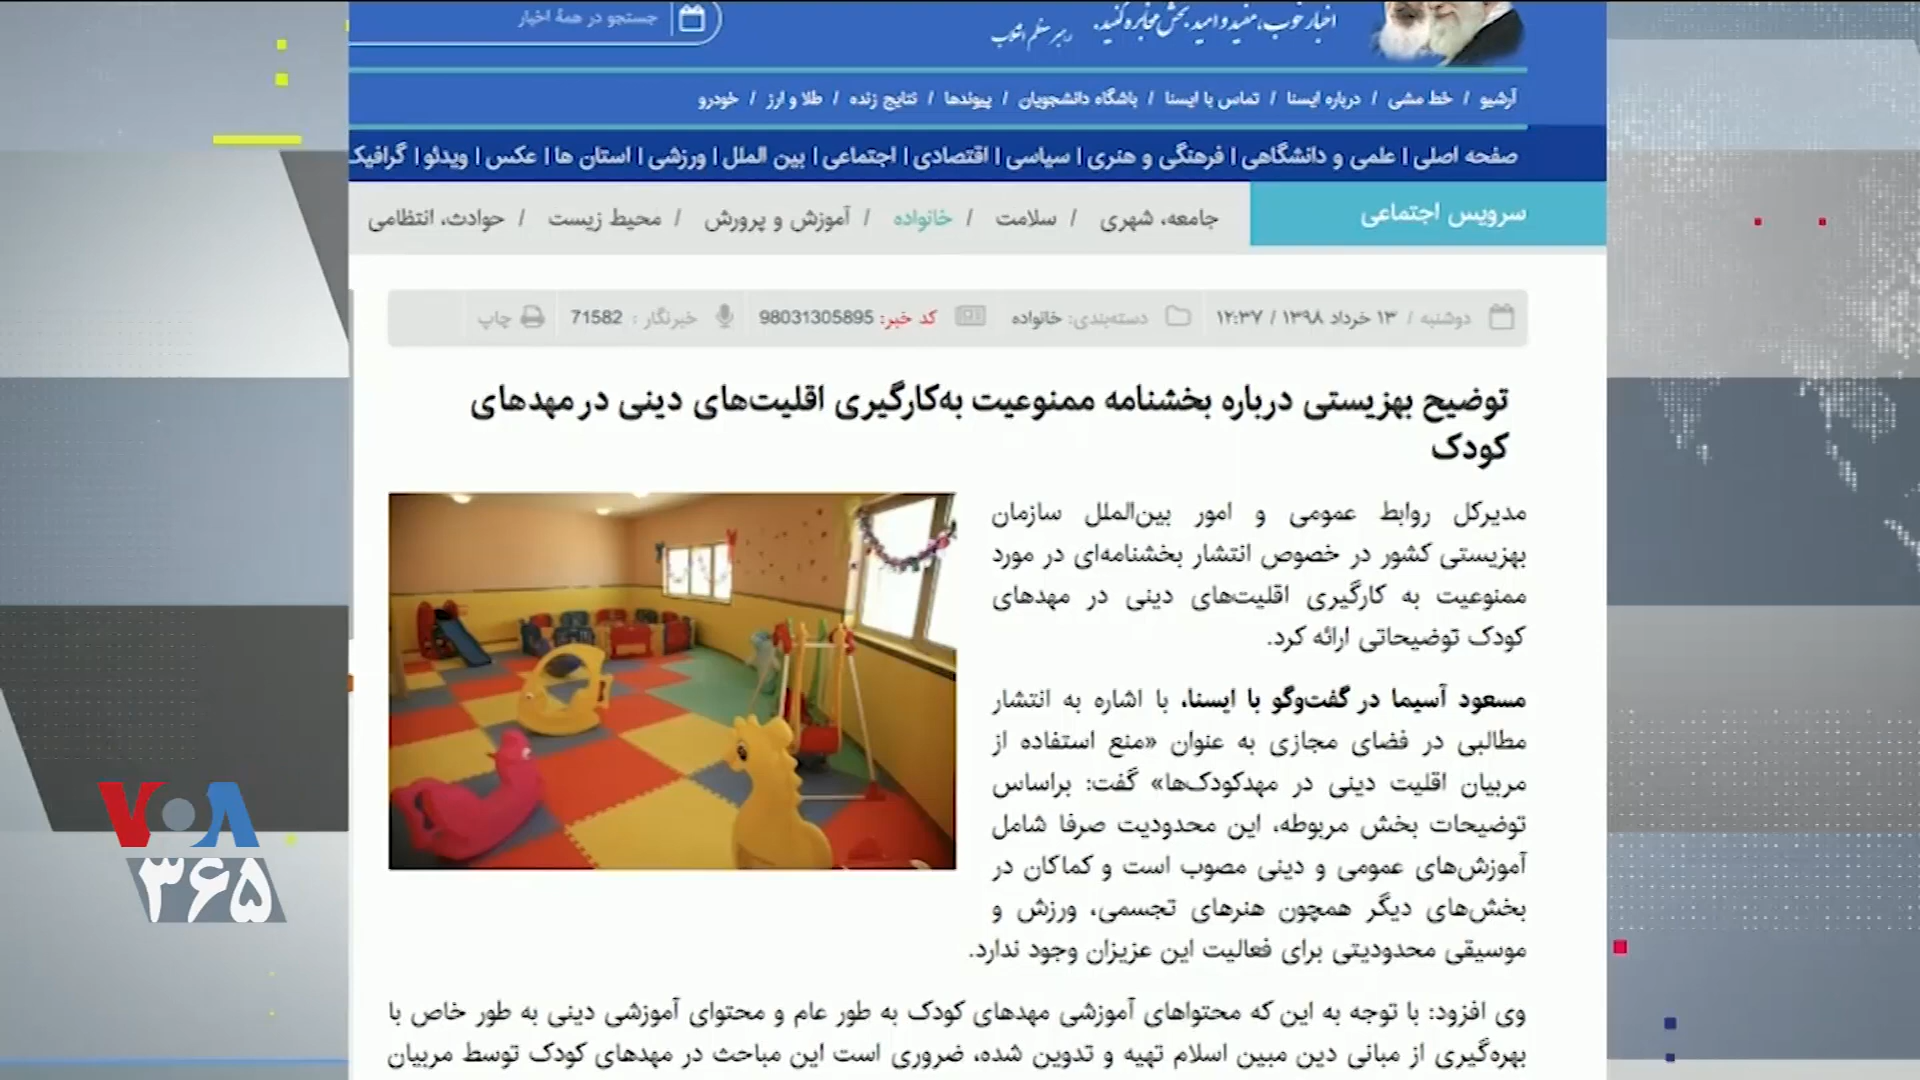 جستجو در همهٔ اخبار
اخبار خوب، مفید و امید بخش مخابره کنید.
رهبر معظم انقلاب
آرشیو / خط مشی / درباره ایسنا / تماس با ایسنا / باشگاه دانشجویان / پیوندها / نتایج زنده / طلا و ارز / خودرو
صفحه اصلی | علمی و دانشگاهی | فرهنگی و هنری | سیاسی | اقتصادی | اجتماعی | بین الملل | ورزشی | استان ها | عکس | ویدئو | گرافیک
سرویس اجتماعی
جامعه، شهری / سلامت / خانواده / آموزش و پرورش / محیط زیست / حوادث، انتظامی
دوشنبه / ۱۳ خرداد ۱۳۹۸ / ۱۲:۳۷ دسته‌بندی: خانواده کد خبر: 98031305895 خبرنگار : 71582 چاپ
توضیح بهزیستی درباره بخشنامه ممنوعیت به‌کارگیری اقلیت‌های دینی در مهدهای
کودک
مدیرکل روابط عمومی و امور بین‌الملل سازمان
بهزیستی کشور در خصوص انتشار بخشنامه‌ای در مورد
ممنوعیت به کارگیری اقلیت‌های دینی در مهدهای
کودک توضیحاتی ارائه کرد.
مسعود آسیما در گفت‌وگو با ایسنا، با اشاره به انتشار
مطالبی در فضای مجازی به عنوان «منع استفاده از
مربیان اقلیت دینی در مهدکودک‌ها» گفت: براساس
توضیحات بخش مربوطه، این محدودیت صرفا شامل
آموزش‌های عمومی و دینی مصوب است و کماکان در
بخش‌های دیگر همچون هنرهای تجسمی، ورزش و
موسیقی محدودیتی برای فعالیت این عزیزان وجود ندارد.
وی افزود: با توجه به این که محتواهای آموزشی مهدهای کودک به طور عام و محتوای آموزشی دینی به طور خاص با
بهره‌گیری از مبانی دین مبین اسلام تهیه و تدوین شده، ضروری است این مباحث در مهدهای کودک توسط مربیان
VOA
۳۶۵